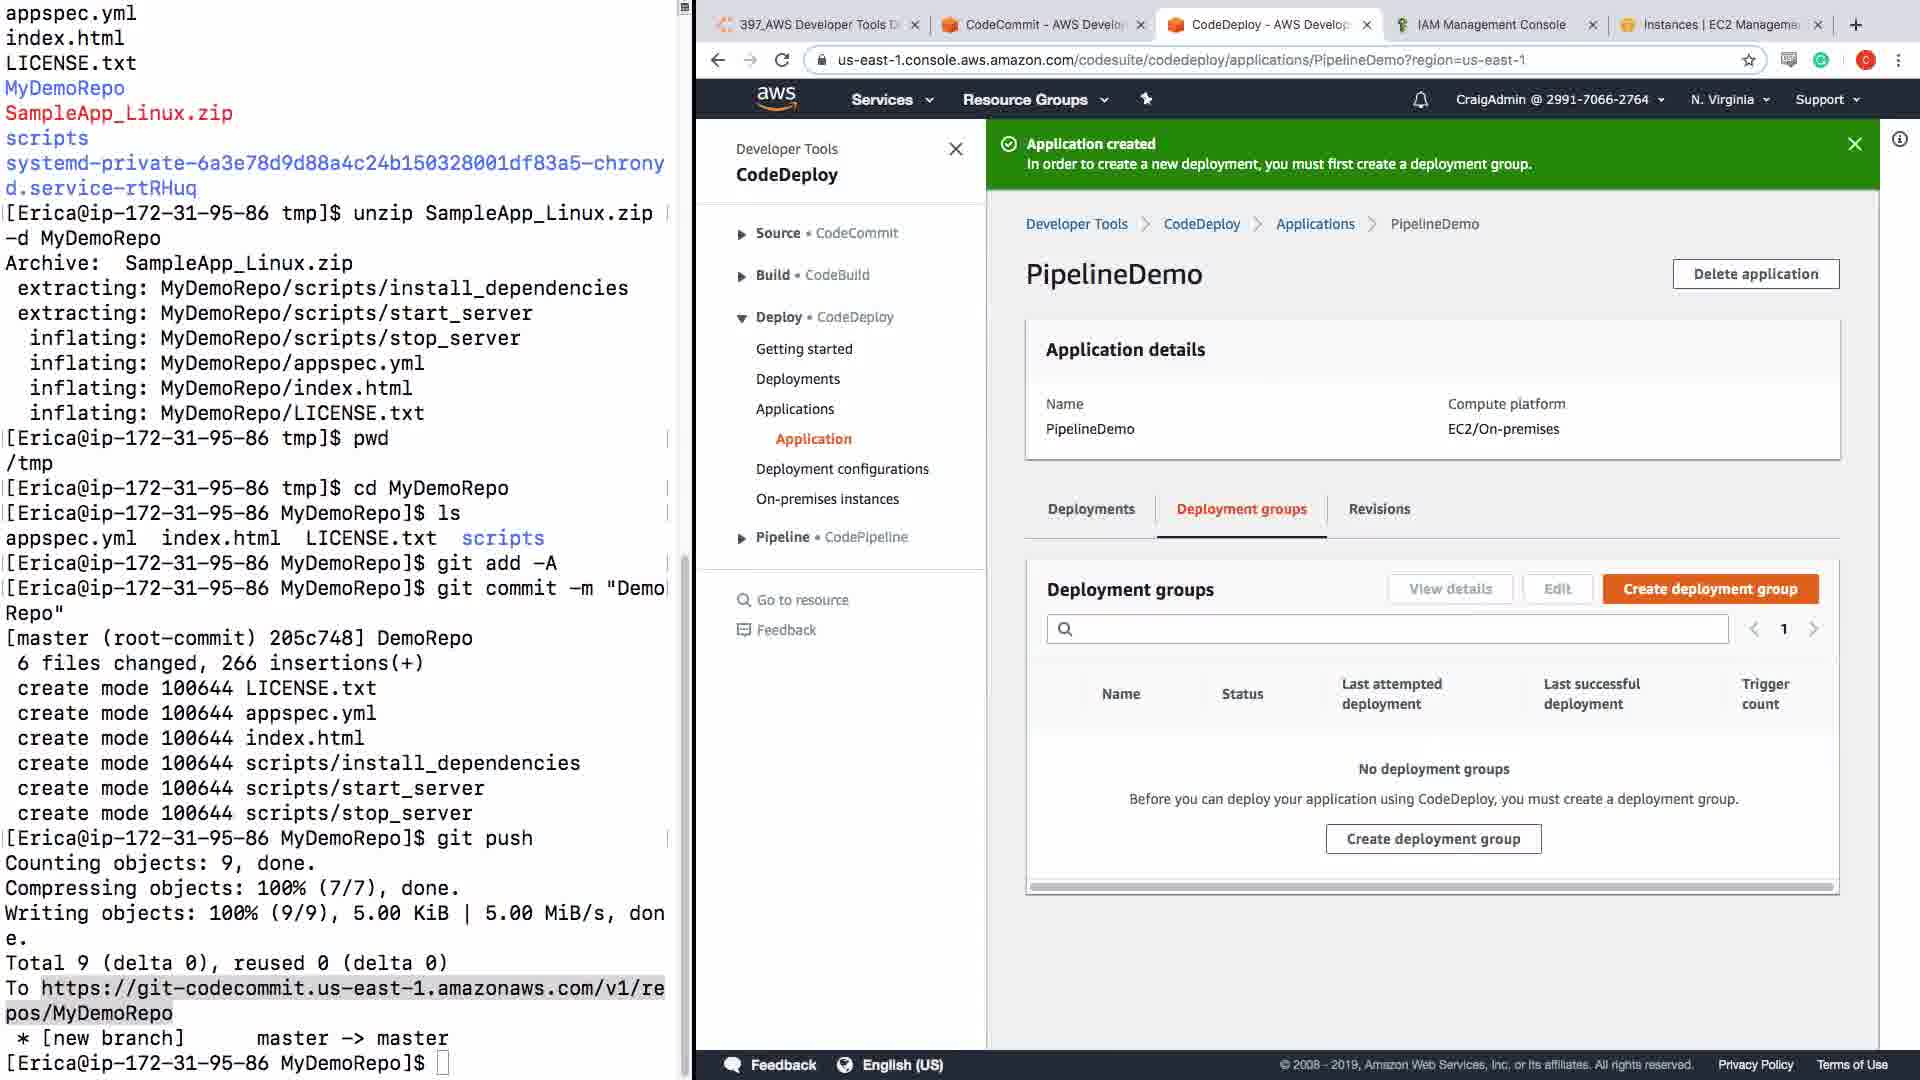 appspec.yml
index.html
LICENSE.txt
MyDemoRepo
SampleApp_Linux.zip
scripts
systemd-private-6a3e78d9d88a4c24b150328001df83a5-chrony
d.service-rtRHuq
[Erica@ip-172-31-95-86 tmp]$ unzip SampleApp_Linux.zip
-d MyDemoRepo
Archive:  SampleApp_Linux.zip
 extracting: MyDemoRepo/scripts/install_dependencies
 extracting: MyDemoRepo/scripts/start_server
  inflating: MyDemoRepo/scripts/stop_server
  inflating: MyDemoRepo/appspec.yml
  inflating: MyDemoRepo/index.html
  inflating: MyDemoRepo/LICENSE.txt
[Erica@ip-172-31-95-86 tmp]$ pwd
/tmp
[Erica@ip-172-31-95-86 tmp]$ cd MyDemoRepo
[Erica@ip-172-31-95-86 MyDemoRepo]$ ls
appspec.yml  index.html  LICENSE.txt  scripts
[Erica@ip-172-31-95-86 MyDemoRepo]$ git add -A
[Erica@ip-172-31-95-86 MyDemoRepo]$ git commit -m "Demo
Repo"
[master (root-commit) 205c748] DemoRepo
 6 files changed, 266 insertions(+)
 create mode 100644 LICENSE.txt
 create mode 100644 appspec.yml
 create mode 100644 index.html
 create mode 100644 scripts/install_dependencies
 create mode 100644 scripts/start_server
 create mode 100644 scripts/stop_server
[Erica@ip-172-31-95-86 MyDemoRepo]$ git push
Counting objects: 9, done.
Compressing objects: 100% (7/7), done.
Writing objects: 100% (9/9), 5.00 KiB | 5.00 MiB/s, don
e.
Total 9 (delta 0), reused 0 (delta 0)
To https://git-codecommit.us-east-1.amazonaws.com/v1/re
pos/MyDemoRepo
 * [new branch]      master -> master
[Erica@ip-172-31-95-86 MyDemoRepo]$
397_AWS Developer Tools D
CodeCommit - AWS Develo
CodeDeploy - AWS Develop
IAM Management Console
Instances | EC2 Manageme
us-east-1.console.aws.amazon.com/codesuite/codedeploy/applications/PipelineDemo?region=us-east-1
C
aws
Services
Resource Groups
CraigAdmin @ 2991-7066-2764
N. Virginia
Support
Developer Tools
CodeDeploy
Source • CodeCommit
Build • CodeBuild
Deploy • CodeDeploy
Getting started
Deployments
Applications
Application
Deployment configurations
On-premises instances
Pipeline • CodePipeline
Go to resource
Feedback
Application created
In order to create a new deployment, you must first create a deployment group.
Developer Tools
CodeDeploy
Applications
PipelineDemo
PipelineDemo
Delete application
Application details
Name
Compute platform
PipelineDemo
EC2/On-premises
Deployments
Deployment groups
Revisions
Deployment groups
View details
Edit
Create deployment group
1
Name
Status
Last attempted deployment
Last successful deployment
Trigger count
No deployment groups
Before you can deploy your application using CodeDeploy, you must create a deployment group.
Create deployment group
Feedback
English (US)
© 2008 - 2019, Amazon Web Services, Inc. or its affiliates. All rights reserved.
Privacy Policy
Terms of Use